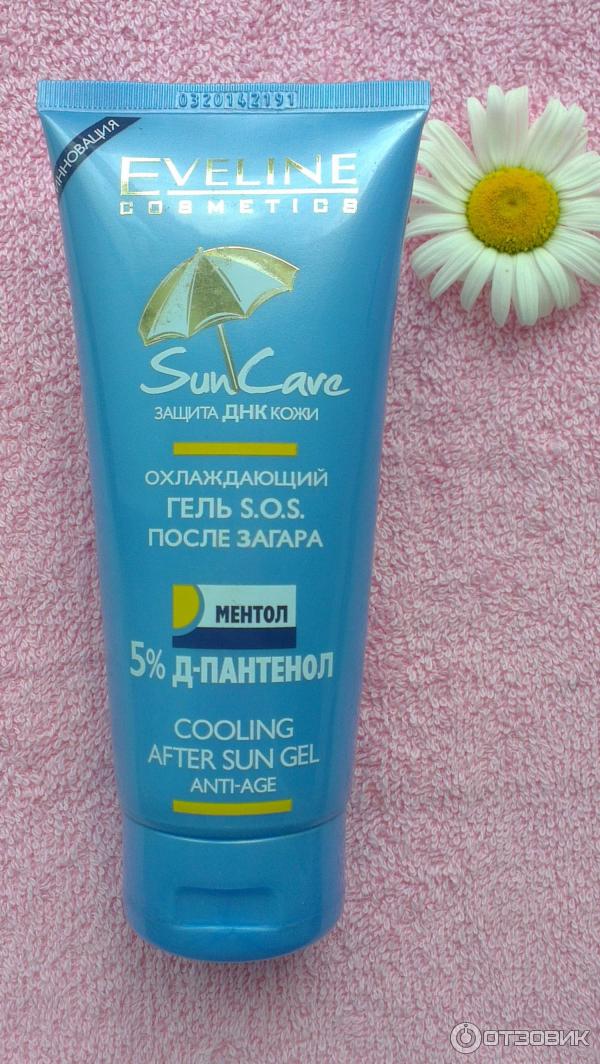 0320142191
ИННОВАЦИЯ
EVELINE
COSMETICS
Sun Care
ЗАЩИТА ДНК КОЖИ
ОХЛАЖДАЮЩИЙ
ГЕЛЬ S.O.S.
ПОСЛЕ ЗАГАРА
МЕНТОЛ
5% Д-ПАНТЕНОЛ
COOLING
AFTER SUN GEL
ANTI-AGE
ОТЗОВИК